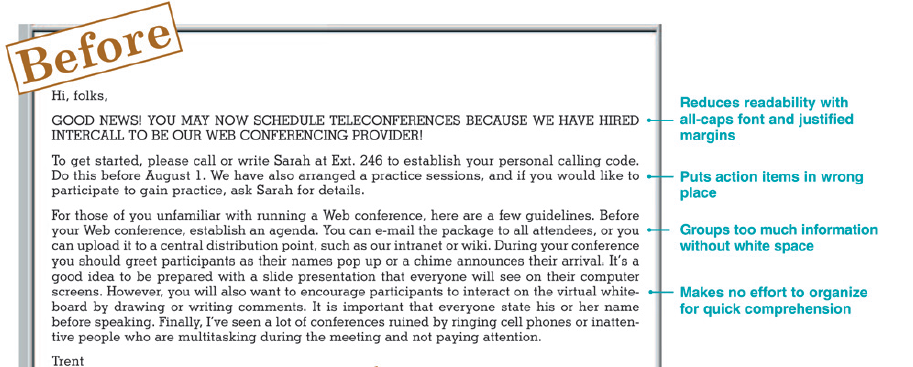 Before
Hi, folks,
GOOD NEWS! YOU MAY NOW SCHEDULE TELECONFERENCES BECAUSE WE HAVE HIRED
INTERCALL TO BE OUR WEB CONFERENCING PROVIDER!
To get started, please call or write Sarah at Ext. 246 to establish your personal calling code.
Do this before August 1. We have also arranged a practice sessions, and if you would like to
participate to gain practice, ask Sarah for details.
For those of you unfamiliar with running a Web conference, here are a few guidelines. Before
your Web conference, establish an agenda. You can e-mail the package to all attendees, or you
can upload it to a central distribution point, such as our intranet or wiki. During your conference
you should greet participants as their names pop up or a chime announces their arrival. It's a
good idea to be prepared with a slide presentation that everyone will see on their computer
screens. However, you will also want to encourage participants to interact on the virtual white-
board by drawing or writing comments. It is important that everyone state his or her name
before speaking. Finally, I've seen a lot of conferences ruined by ringing cell phones or inatten-
tive people who are multitasking during the meeting and not paying attention.
Trent
Reduces readability with
all-caps font and justified
margins
Puts action items in wrong
place
Groups too much information
without white space
Makes no effort to organize
for quick comprehension